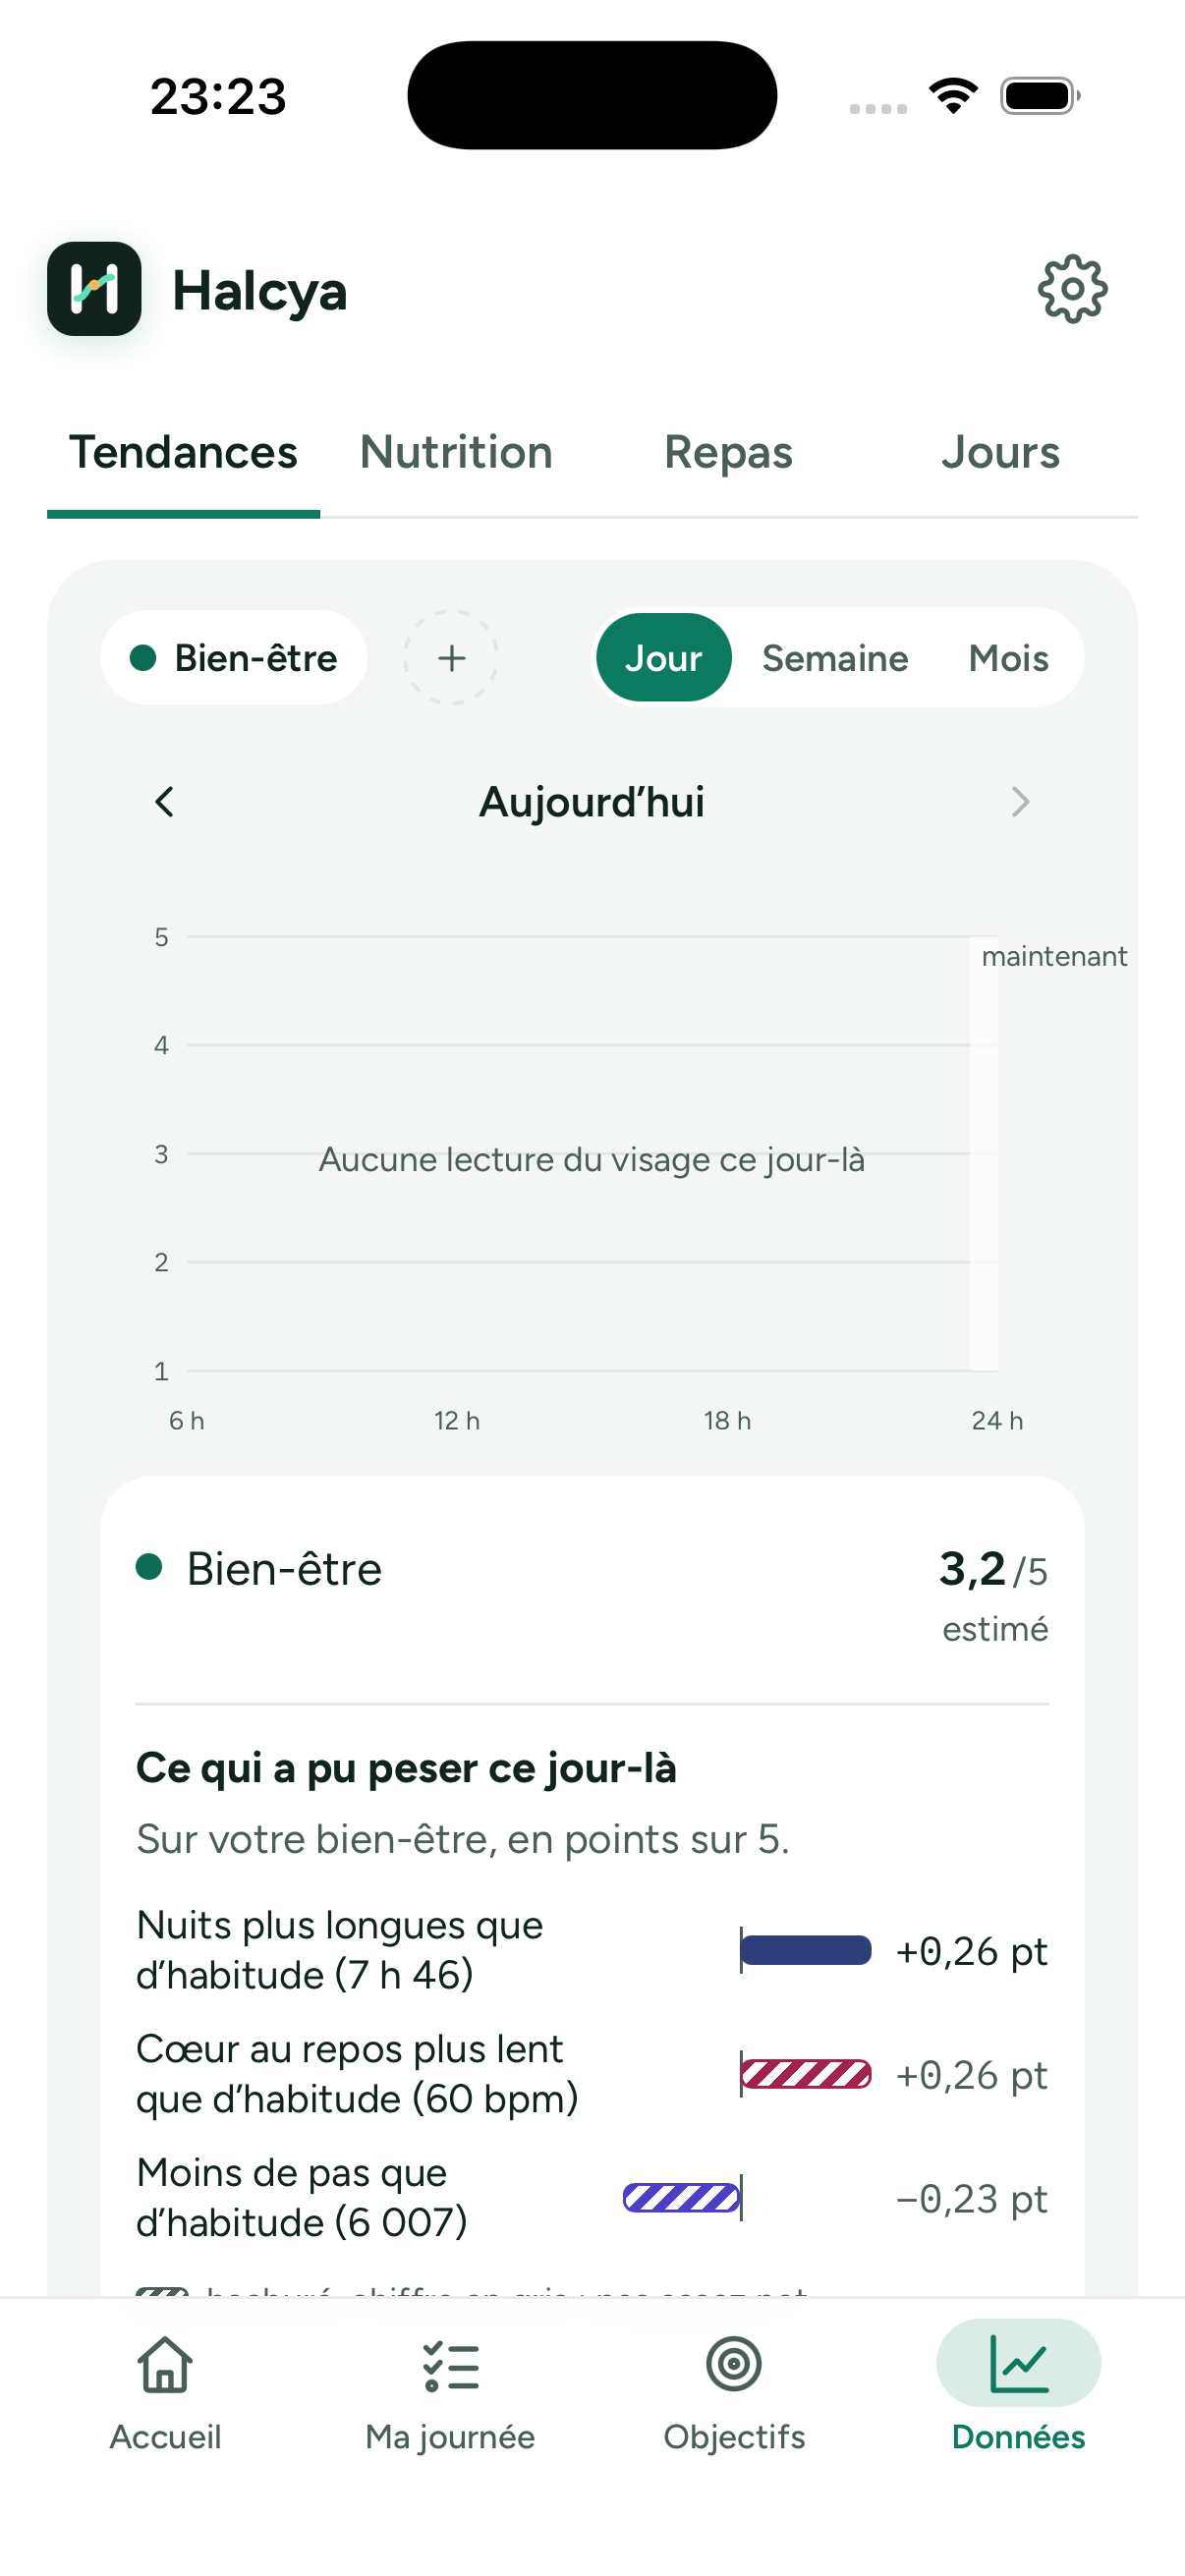 23:23
Halcya
Tendances Nutrition Repas Jours
Bien-être + Jour Semaine Mois
Aujourd’hui
5
maintenant
4
3
Aucune lecture du visage ce jour-là
2
1
6 h 12 h 18 h 24 h
Bien-être 3,2/5
estimé
Ce qui a pu peser ce jour-là
Sur votre bien-être, en points sur 5.
Nuits plus longues que
d’habitude (7 h 46) +0,26 pt
Cœur au repos plus lent
que d’habitude (60 bpm) +0,26 pt
Moins de pas que
d’habitude (6 007) −0,23 pt
Accueil Ma journée Objectifs Données